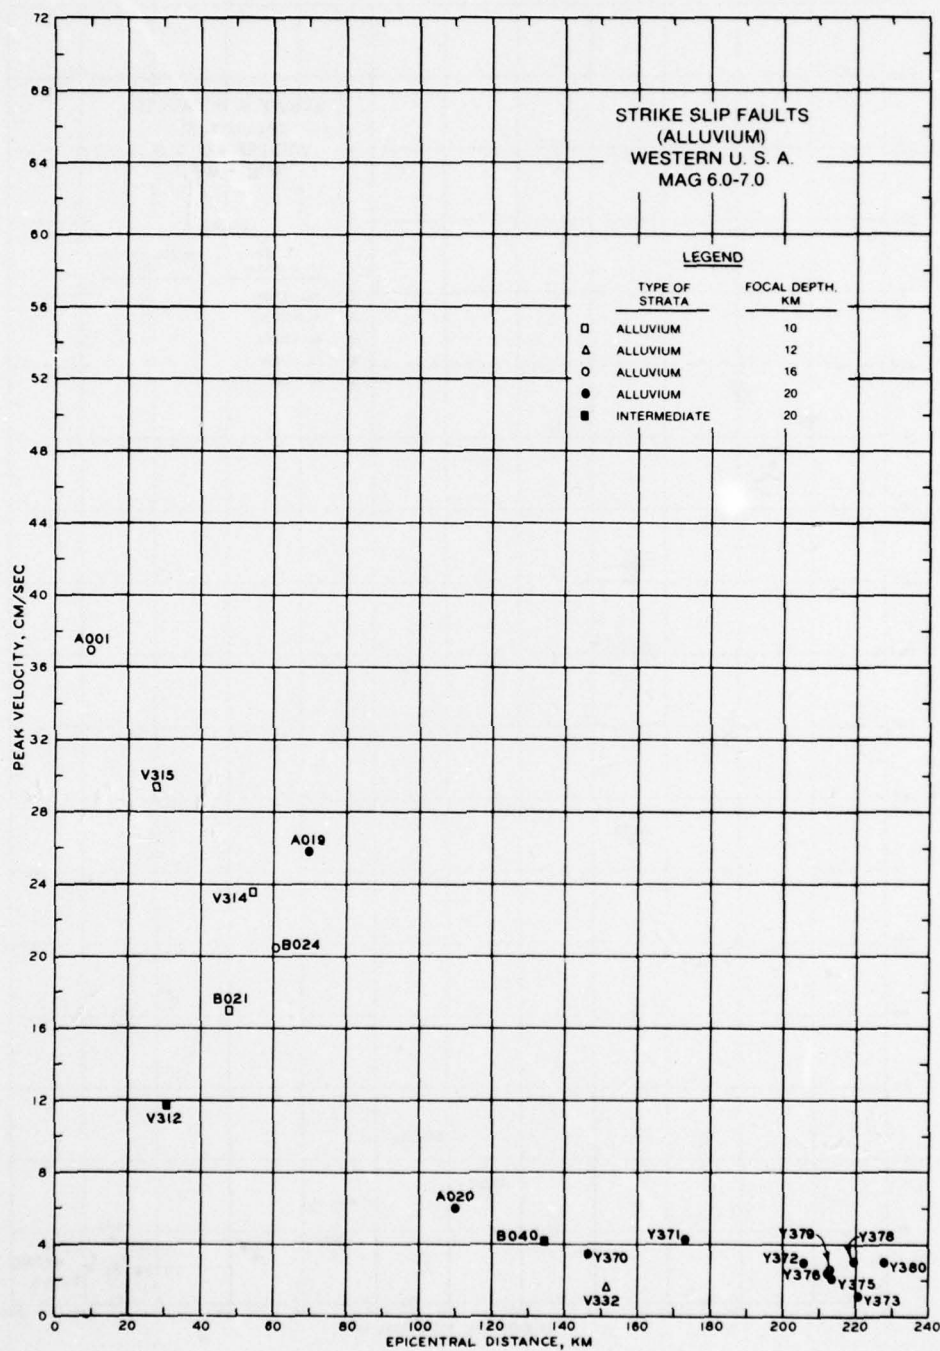 STRIKE SLIP FAULTS
(ALLUVIUM)
WESTERN U. S. A.
MAG 6.0-7.0
LEGEND
TYPE OF STRATA FOCAL DEPTH, KM
ALLUVIUM 10
ALLUVIUM 12
ALLUVIUM 16
ALLUVIUM 20
INTERMEDIATE 20
PEAK VELOCITY, CM/SEC
72
68
64
60
56
52
48
44
40
36
32
28
24
20
16
12
8
4
0
A001
V315
A019
V314
B024
B021
V312
A020
B040
Y370
V332
Y371
Y379
Y378
Y372
Y376
Y375
Y380
Y373
0 20 40 60 80 100 120 140 160 180 200 220 240
EPICENTRAL DISTANCE, KM